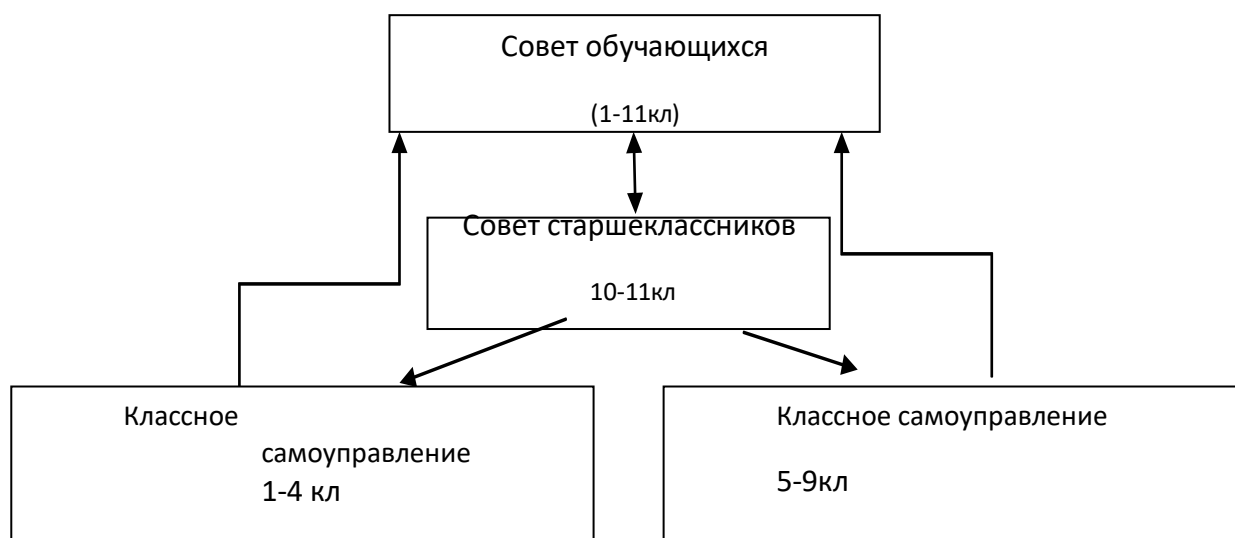 Совет обучающихся
(1-11кл)
Совет старшеклассников
10-11кл
Классное
самоуправление
1-4 кл
Классное самоуправление
5-9кл